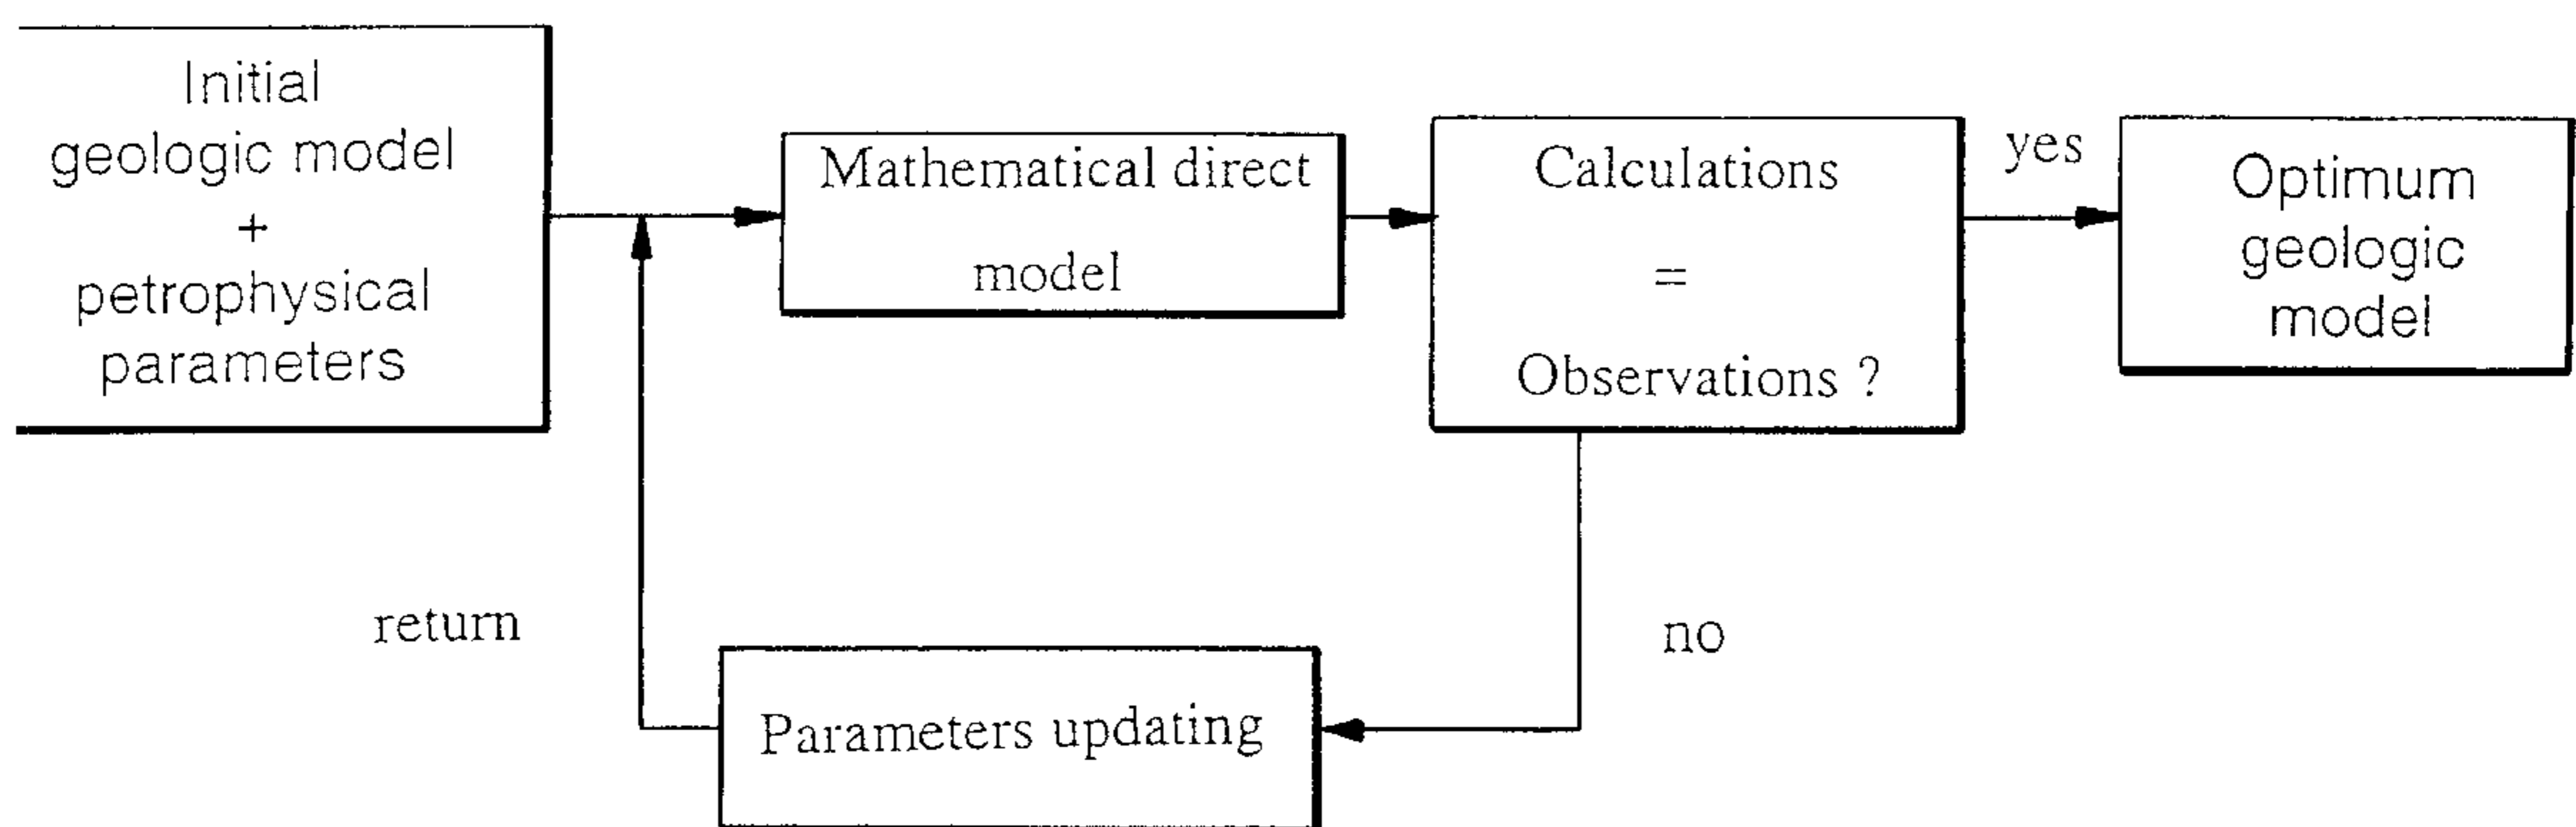 Initial
geologic model
+
petrophysical
parameters
Mathematical direct
model
Calculations
=
Observations ?
yes
Optimum
geologic
model
return
no
Parameters updating